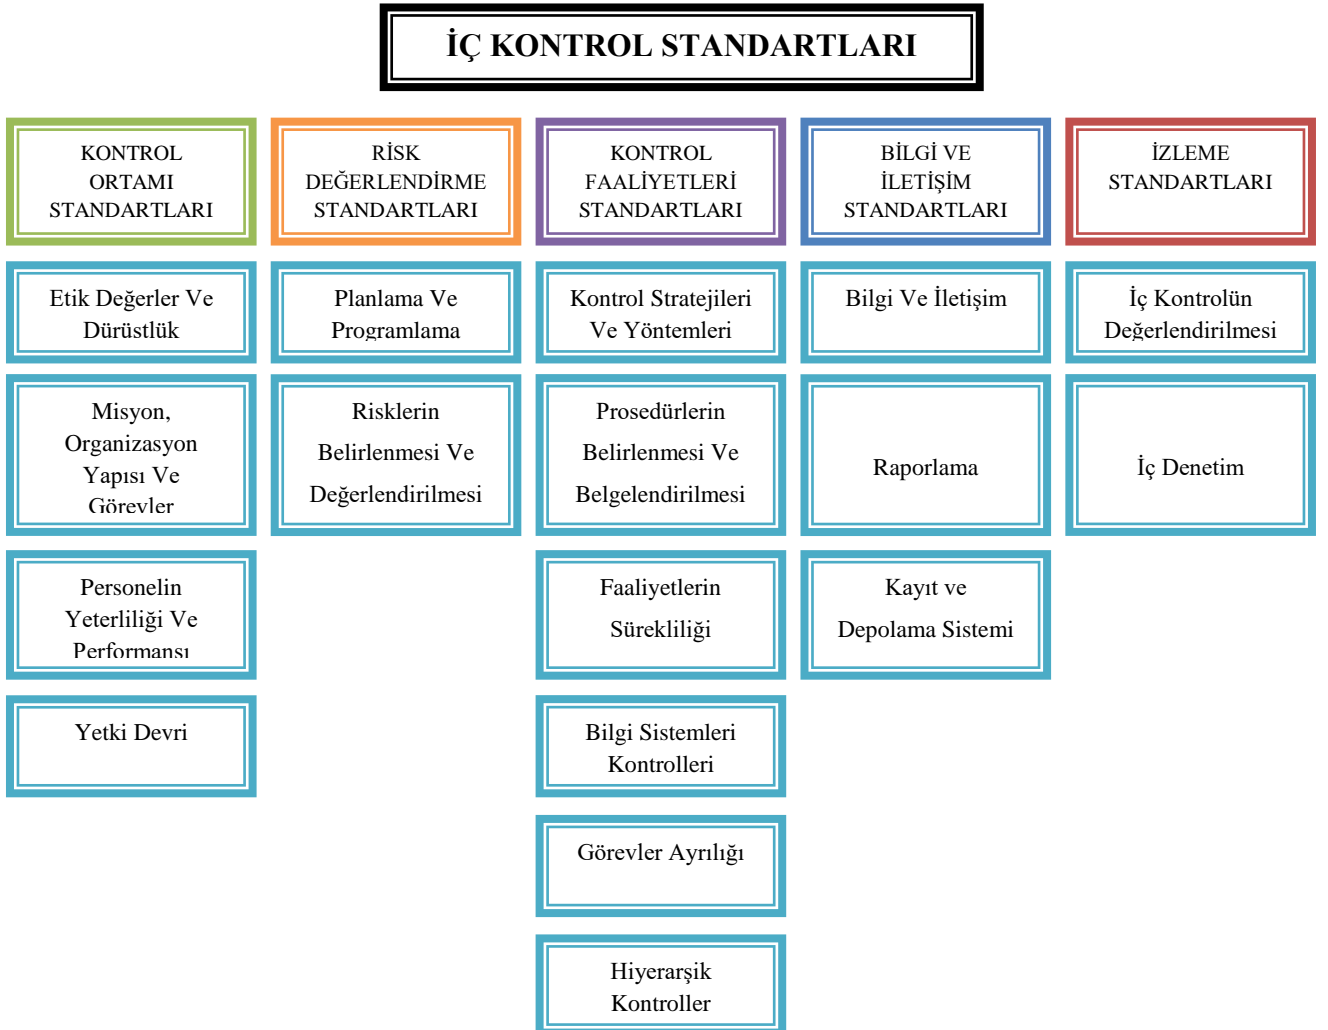 İÇ KONTROL STANDARTLARI
KONTROL
ORTAMI
STANDARTLARI
RİSK
DEĞERLENDİRME
STANDARTLARI
KONTROL
FAALİYETLERİ
STANDARTLARI
BİLGİ VE
İLETİŞİM
STANDARTLARI
İZLEME
STANDARTLARI
Etik Değerler Ve
Dürüstlük
Planlama Ve
Programlama
Kontrol Stratejileri
Ve Yöntemleri
Bilgi Ve İletişim
İç Kontrolün
Değerlendirilmesi
Misyon,
Organizasyon
Yapısı Ve
Görevler
Risklerin
Belirlenmesi Ve
Değerlendirilmesi
Prosedürlerin
Belirlenmesi Ve
Belgelendirilmesi
Raporlama
İç Denetim
Personelin
Yeterliliği Ve
Performansı
Faaliyetlerin
Sürekliliği
Kayıt ve
Depolama Sistemi
Yetki Devri
Bilgi Sistemleri
Kontrolleri
Görevler Ayrılığı
Hiyerarşik
Kontroller